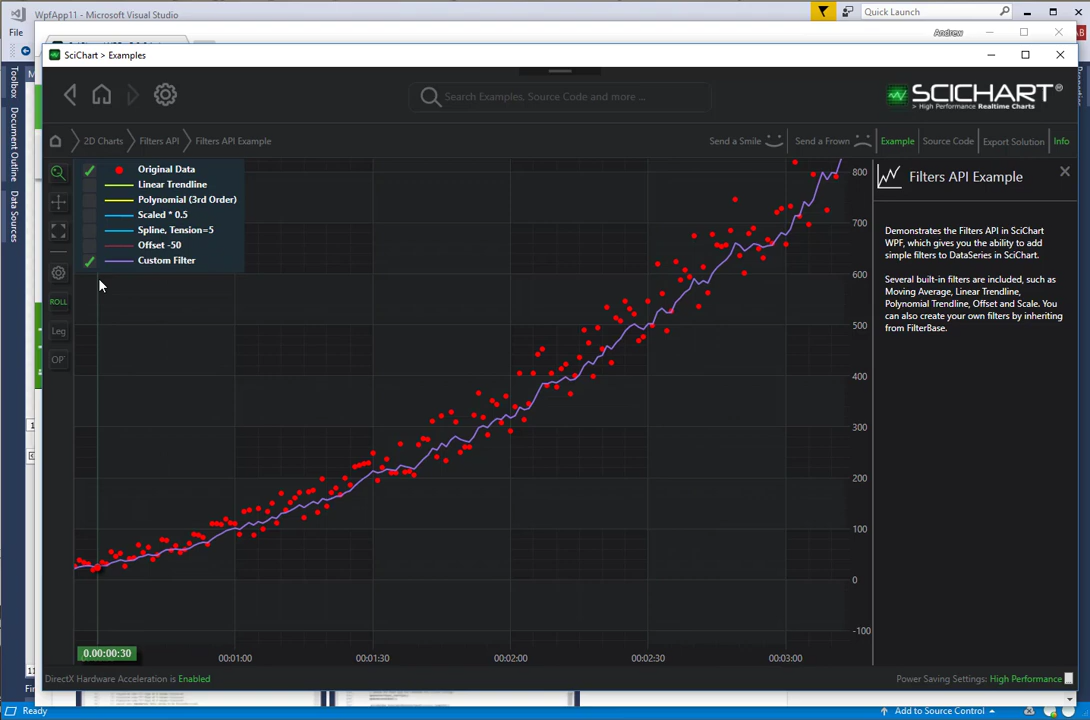 WpfApp11 - Microsoft Visual Studio
Quick Launch
File
Andrew
SciChart > Examples
Toolbox
Document Outline
Data Sources
Search Examples, Source Code and more ...
SCICHART®
> High Performance Realtime Charts
2D Charts
Filters API
Filters API Example
Send a Smile
Send a Frown
Example
Source Code
Export Solution
Info
Original Data
Linear Trendline
Polynomial (3rd Order)
Scaled * 0.5
Spline, Tension=5
Offset -50
Custom Filter
ROLL
Leg
OP
800
700
600
500
400
300
200
100
0
-100
0.00:00:30
00:01:00
00:01:30
00:02:00
00:02:30
00:03:00
Filters API Example
Demonstrates the Filters API in SciChart
WPF, which gives you the ability to add
simple filters to DataSeries in SciChart.
Several built-in filters are included, such as
Moving Average, Linear Trendline,
Polynomial Trendline, Offset and Scale. You
can also create your own filters by inheriting
from FilterBase.
DirectX Hardware Acceleration is Enabled
Power Saving Settings: High Performance
Ready
Add to Source Control